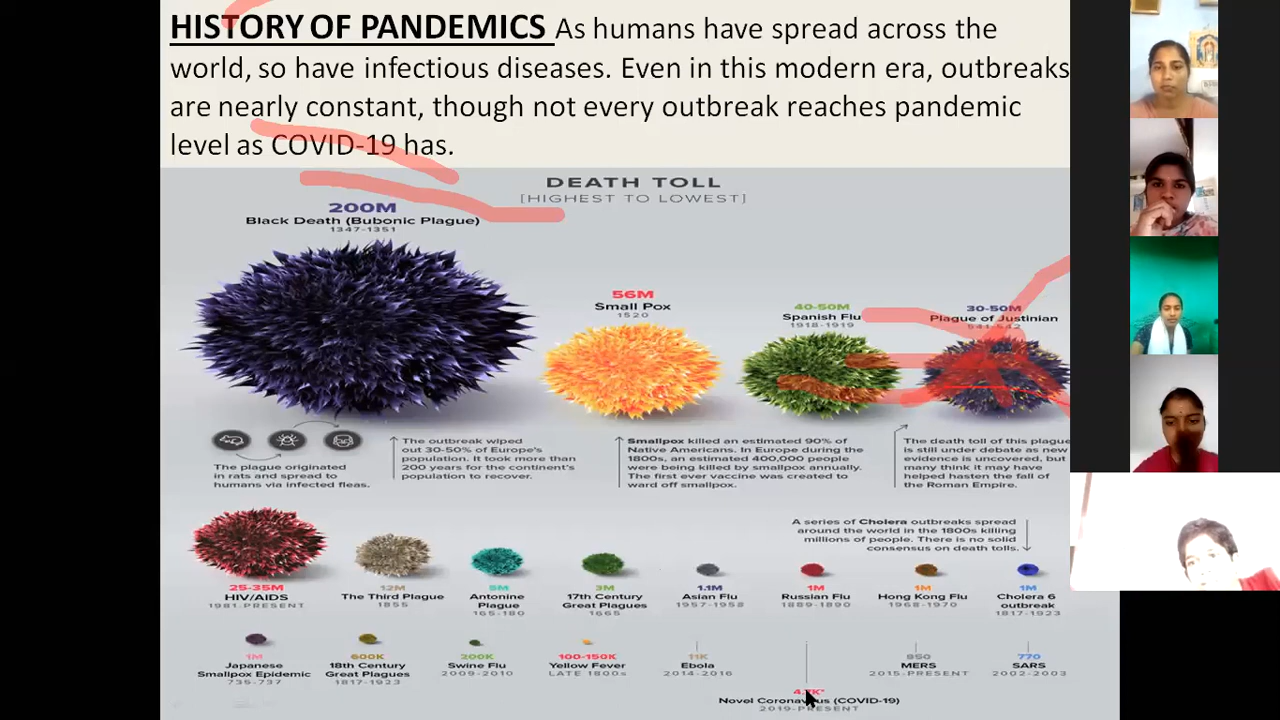 HISTORY OF PANDEMICS As humans have spread across the
world, so have infectious diseases. Even in this modern era, outbreaks
are nearly constant, though not every outbreak reaches pandemic
level as COVID-19 has.
DEATH TOLL
[HIGHEST TO LOWEST]
200M
Black Death (Bubonic Plague)
1347-1351
56M
Small Pox
1520
40-50M
Spanish Flu
1918-1919
30-50M
Plague of Justinian
541-542
The plague originated
in rats and spread to
humans via infected fleas.
The outbreak wiped
out 30-50% of Europe's
population. It took more than
200 years for the continent's
population to recover.
Smallpox killed an estimated 90% of
Native Americans. In Europe during the
1800s, an estimated 400,000 people
were being killed by smallpox annually.
The first ever vaccine was created to
ward off smallpox.
The death toll of this plague
is still under debate as new
evidence is uncovered, but
many think it may have
helped hasten the fall of
the Roman Empire.
A series of Cholera outbreaks spread
around the world in the 1800s killing
millions of people. There is no solid
consensus on death tolls.
25-35M
HIV/AIDS
1981-PRESENT
12M
The Third Plague
1855
5M
Antonine
Plague
165-180
3M
17th Century
Great Plagues
1665
1.1M
Asian Flu
1957-1958
1M
Russian Flu
1889-1890
1M
Hong Kong Flu
1968-1970
1M
Cholera 6
outbreak
1817-1923
1M
Japanese
Smallpox Epidemic
735-737
600K
18th Century
Great Plagues
1817-1923
200K
Swine Flu
2009-2010
100-150K
Yellow Fever
LATE 1800s
11K
Ebola
2014-2016
850
MERS
2015-PRESENT
770
SARS
2002-2003
Novel Coronavirus (COVID-19)
2019-PRESENT